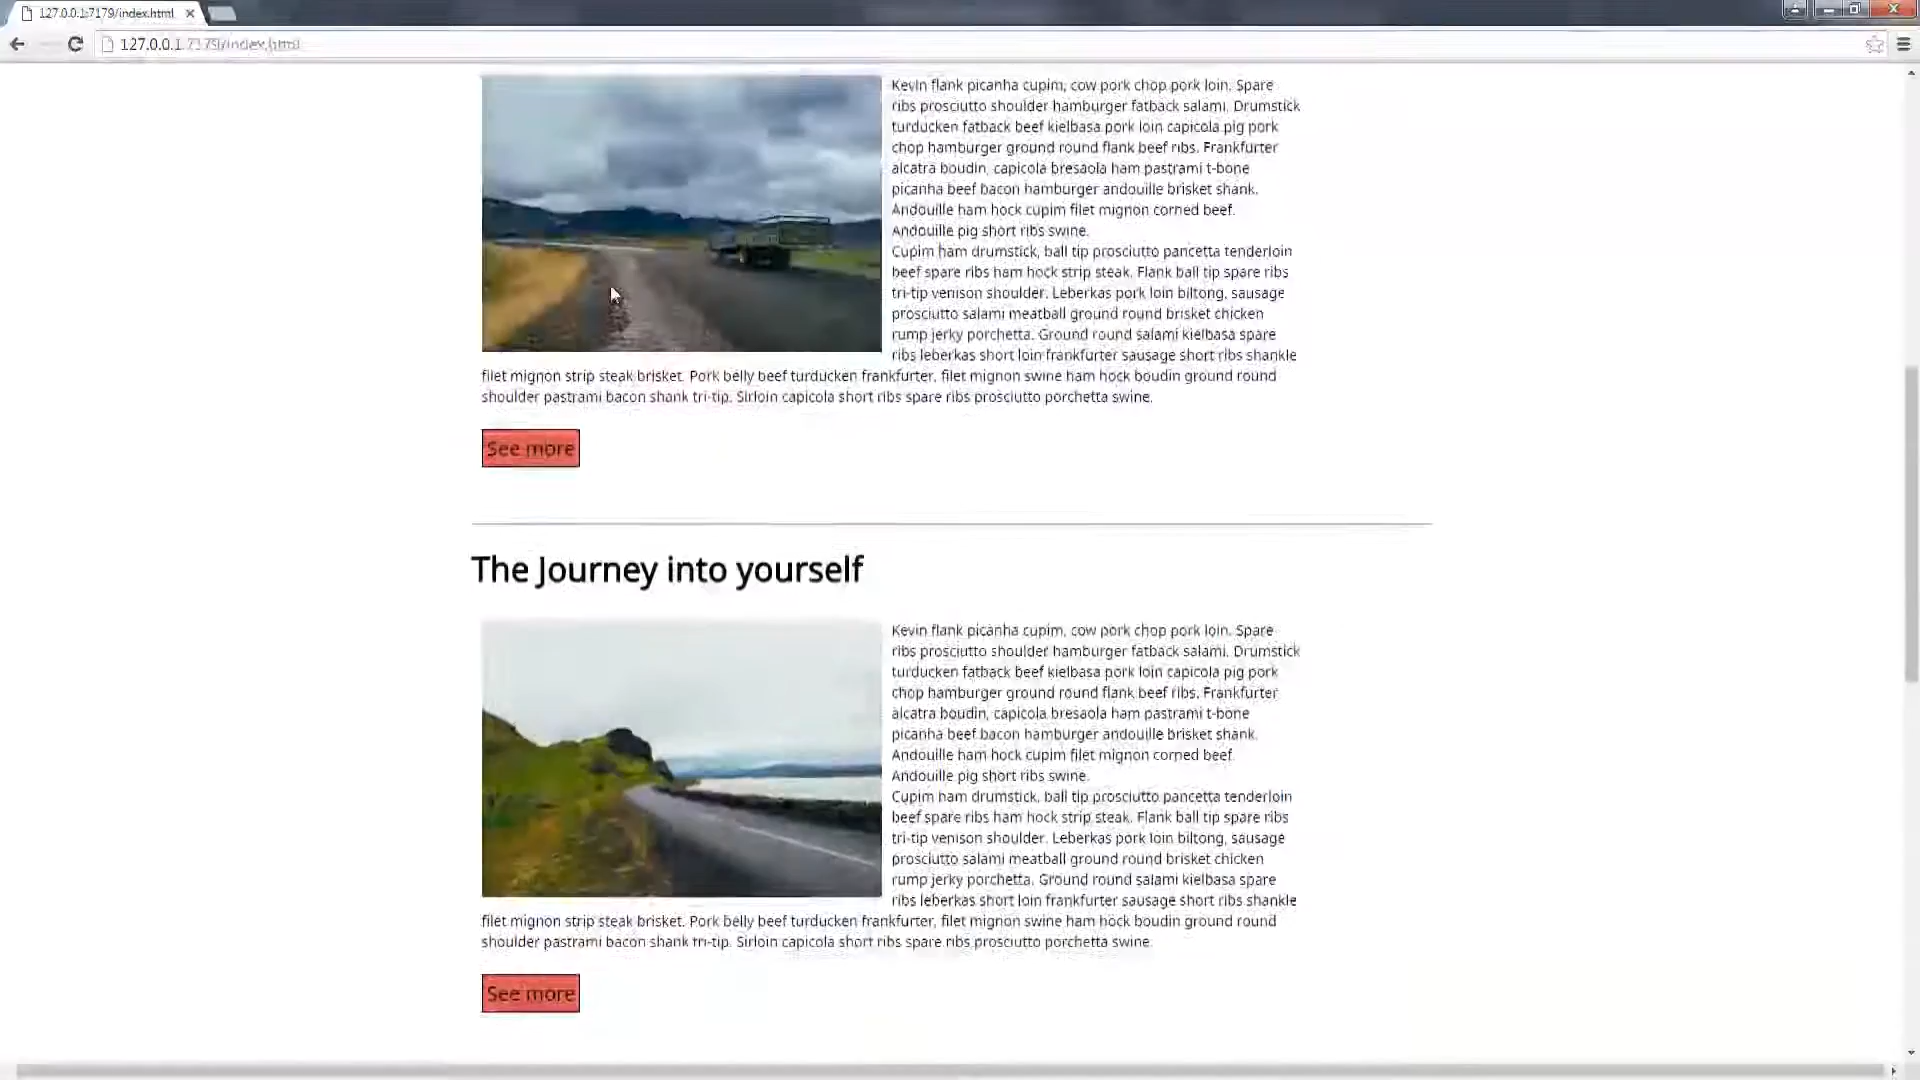 127.0.0.1:7179/index.html
127.0.0.1:7179/index.html
Kevin flank picanha cupim, cow pork chop pork loin. Spare
ribs prosciutto shoulder hamburger fatback salami. Drumstick
turducken fatback beef kielbasa pork loin capicola pig pork
chop hamburger ground round flank beef ribs. Frankfurter
alcatra boudin, capicola bresaola ham pastrami t-bone
picanha beef bacon hamburger andouille brisket shank.
Andouille ham hock cupim filet mignon corned beef.
Andouille pig short ribs swine.
Cupim ham drumstick, ball tip prosciutto pancetta tenderloin
beef spare ribs ham hock strip steak. Flank ball tip spare ribs
tri-tip venison shoulder. Leberkas pork loin biltong, sausage
prosciutto salami meatball ground round brisket chicken
rump jerky porchetta. Ground round salami kielbasa spare
ribs leberkas short loin frankfurter sausage short ribs shankle
filet mignon strip steak brisket. Pork belly beef turducken frankfurter, filet mignon swine ham hock boudin ground round
shoulder pastrami bacon shank tri-tip. Sirloin capicola short ribs spare ribs prosciutto porchetta swine.
See more
The Journey into yourself
Kevin flank picanha cupim, cow pork chop pork loin. Spare
ribs prosciutto shoulder hamburger fatback salami. Drumstick
turducken fatback beef kielbasa pork loin capicola pig pork
chop hamburger ground round flank beef ribs. Frankfurter
alcatra boudin, capicola bresaola ham pastrami t-bone
picanha beef bacon hamburger andouille brisket shank.
Andouille ham hock cupim filet mignon corned beef.
Andouille pig short ribs swine.
Cupim ham drumstick, ball tip prosciutto pancetta tenderloin
beef spare ribs ham hock strip steak. Flank ball tip spare ribs
tri-tip venison shoulder. Leberkas pork loin biltong, sausage
prosciutto salami meatball ground round brisket chicken
rump jerky porchetta. Ground round salami kielbasa spare
ribs leberkas short loin frankfurter sausage short ribs shankle
filet mignon strip steak brisket. Pork belly beef turducken frankfurter, filet mignon swine ham hock boudin ground round
shoulder pastrami bacon shank tri-tip. Sirloin capicola short ribs spare ribs prosciutto porchetta swine.
See more